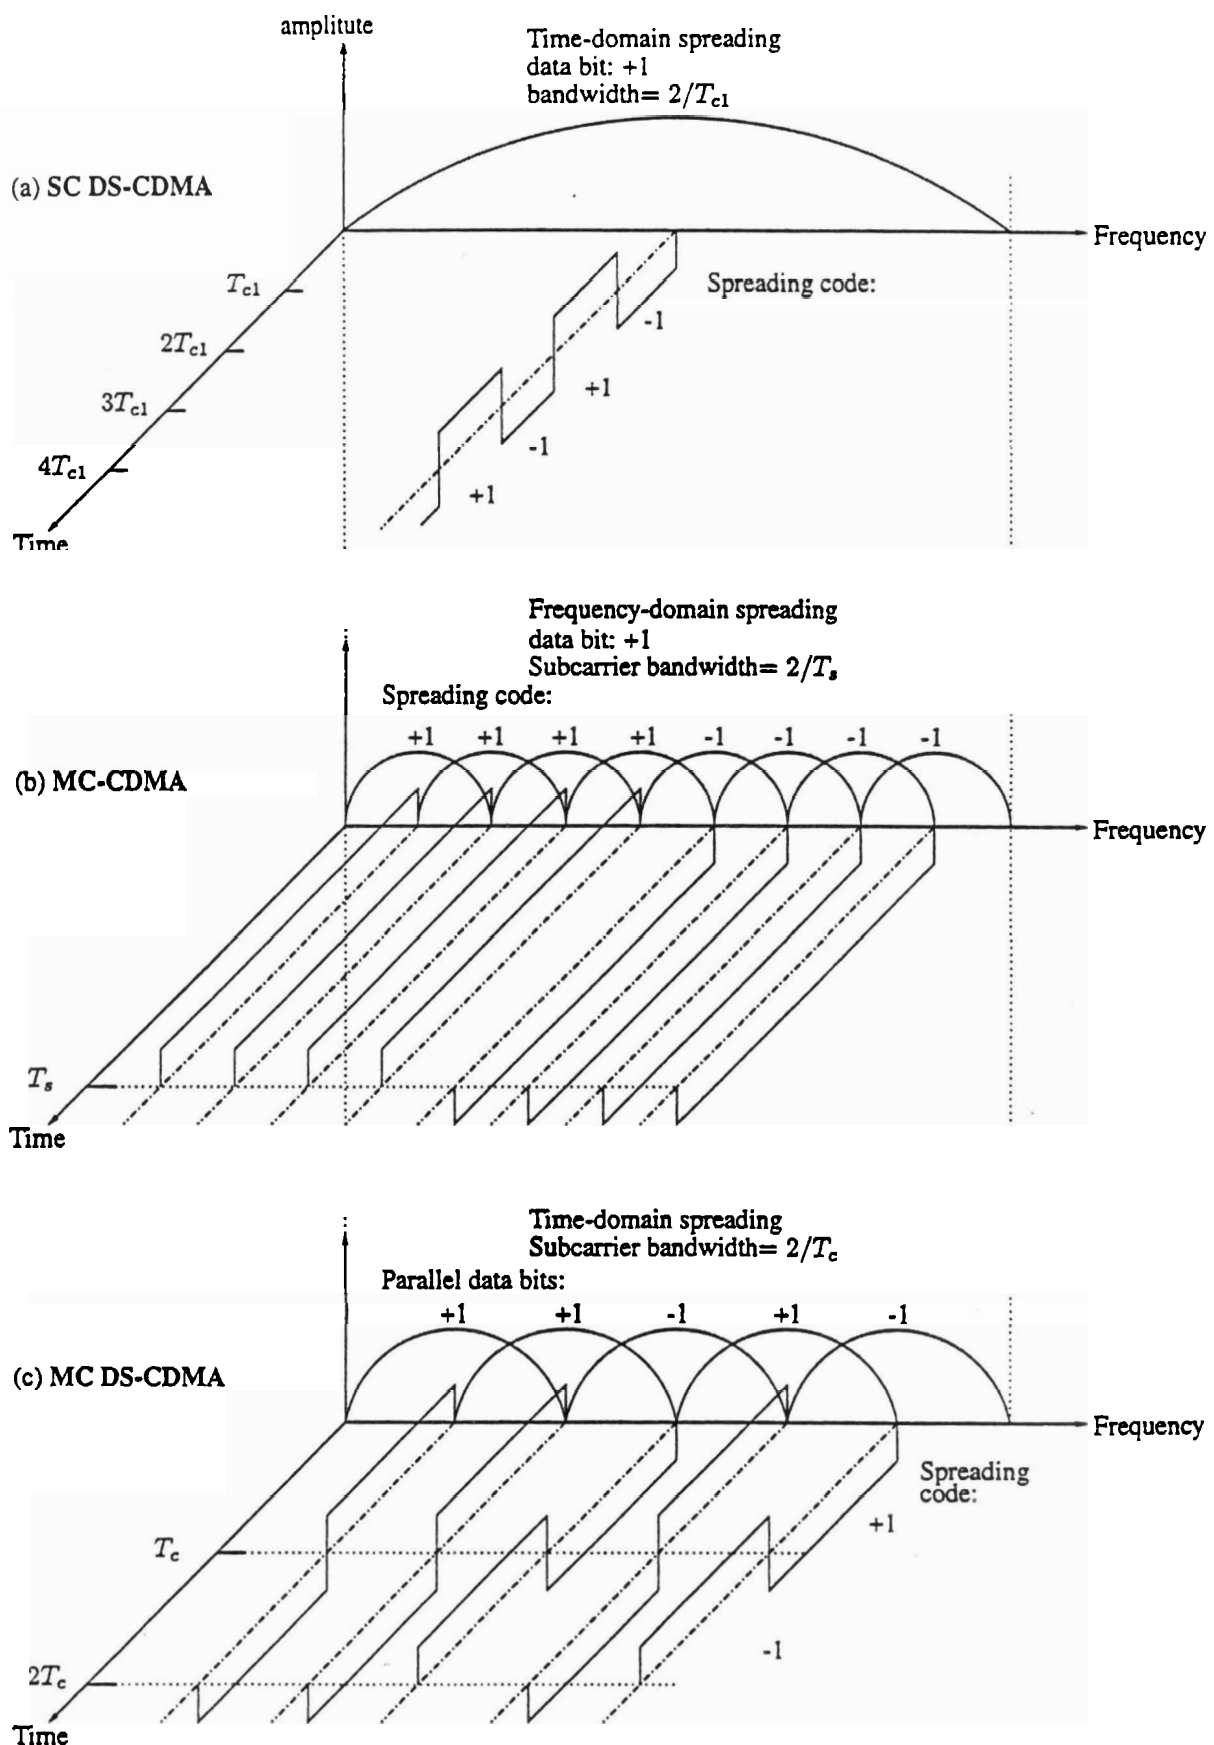 amplitute
Time-domain spreading
data bit: +1
bandwidth= 2/Tc1
(a) SC DS-CDMA
Frequency
Tc1
Spreading code:
-1
2Tc1
+1
3Tc1
-1
4Tc1
+1
Time
Frequency-domain spreading
data bit: +1
Subcarrier bandwidth= 2/Ts
Spreading code:
+1 +1 +1 +1 -1 -1 -1 -1
(b) MC-CDMA
Frequency
Ts
Time
Time-domain spreading
Subcarrier bandwidth= 2/Tc
Parallel data bits:
+1 +1 -1 +1 -1
(c) MC DS-CDMA
Frequency
Spreading
code:
+1
Tc
-1
2Tc
Time